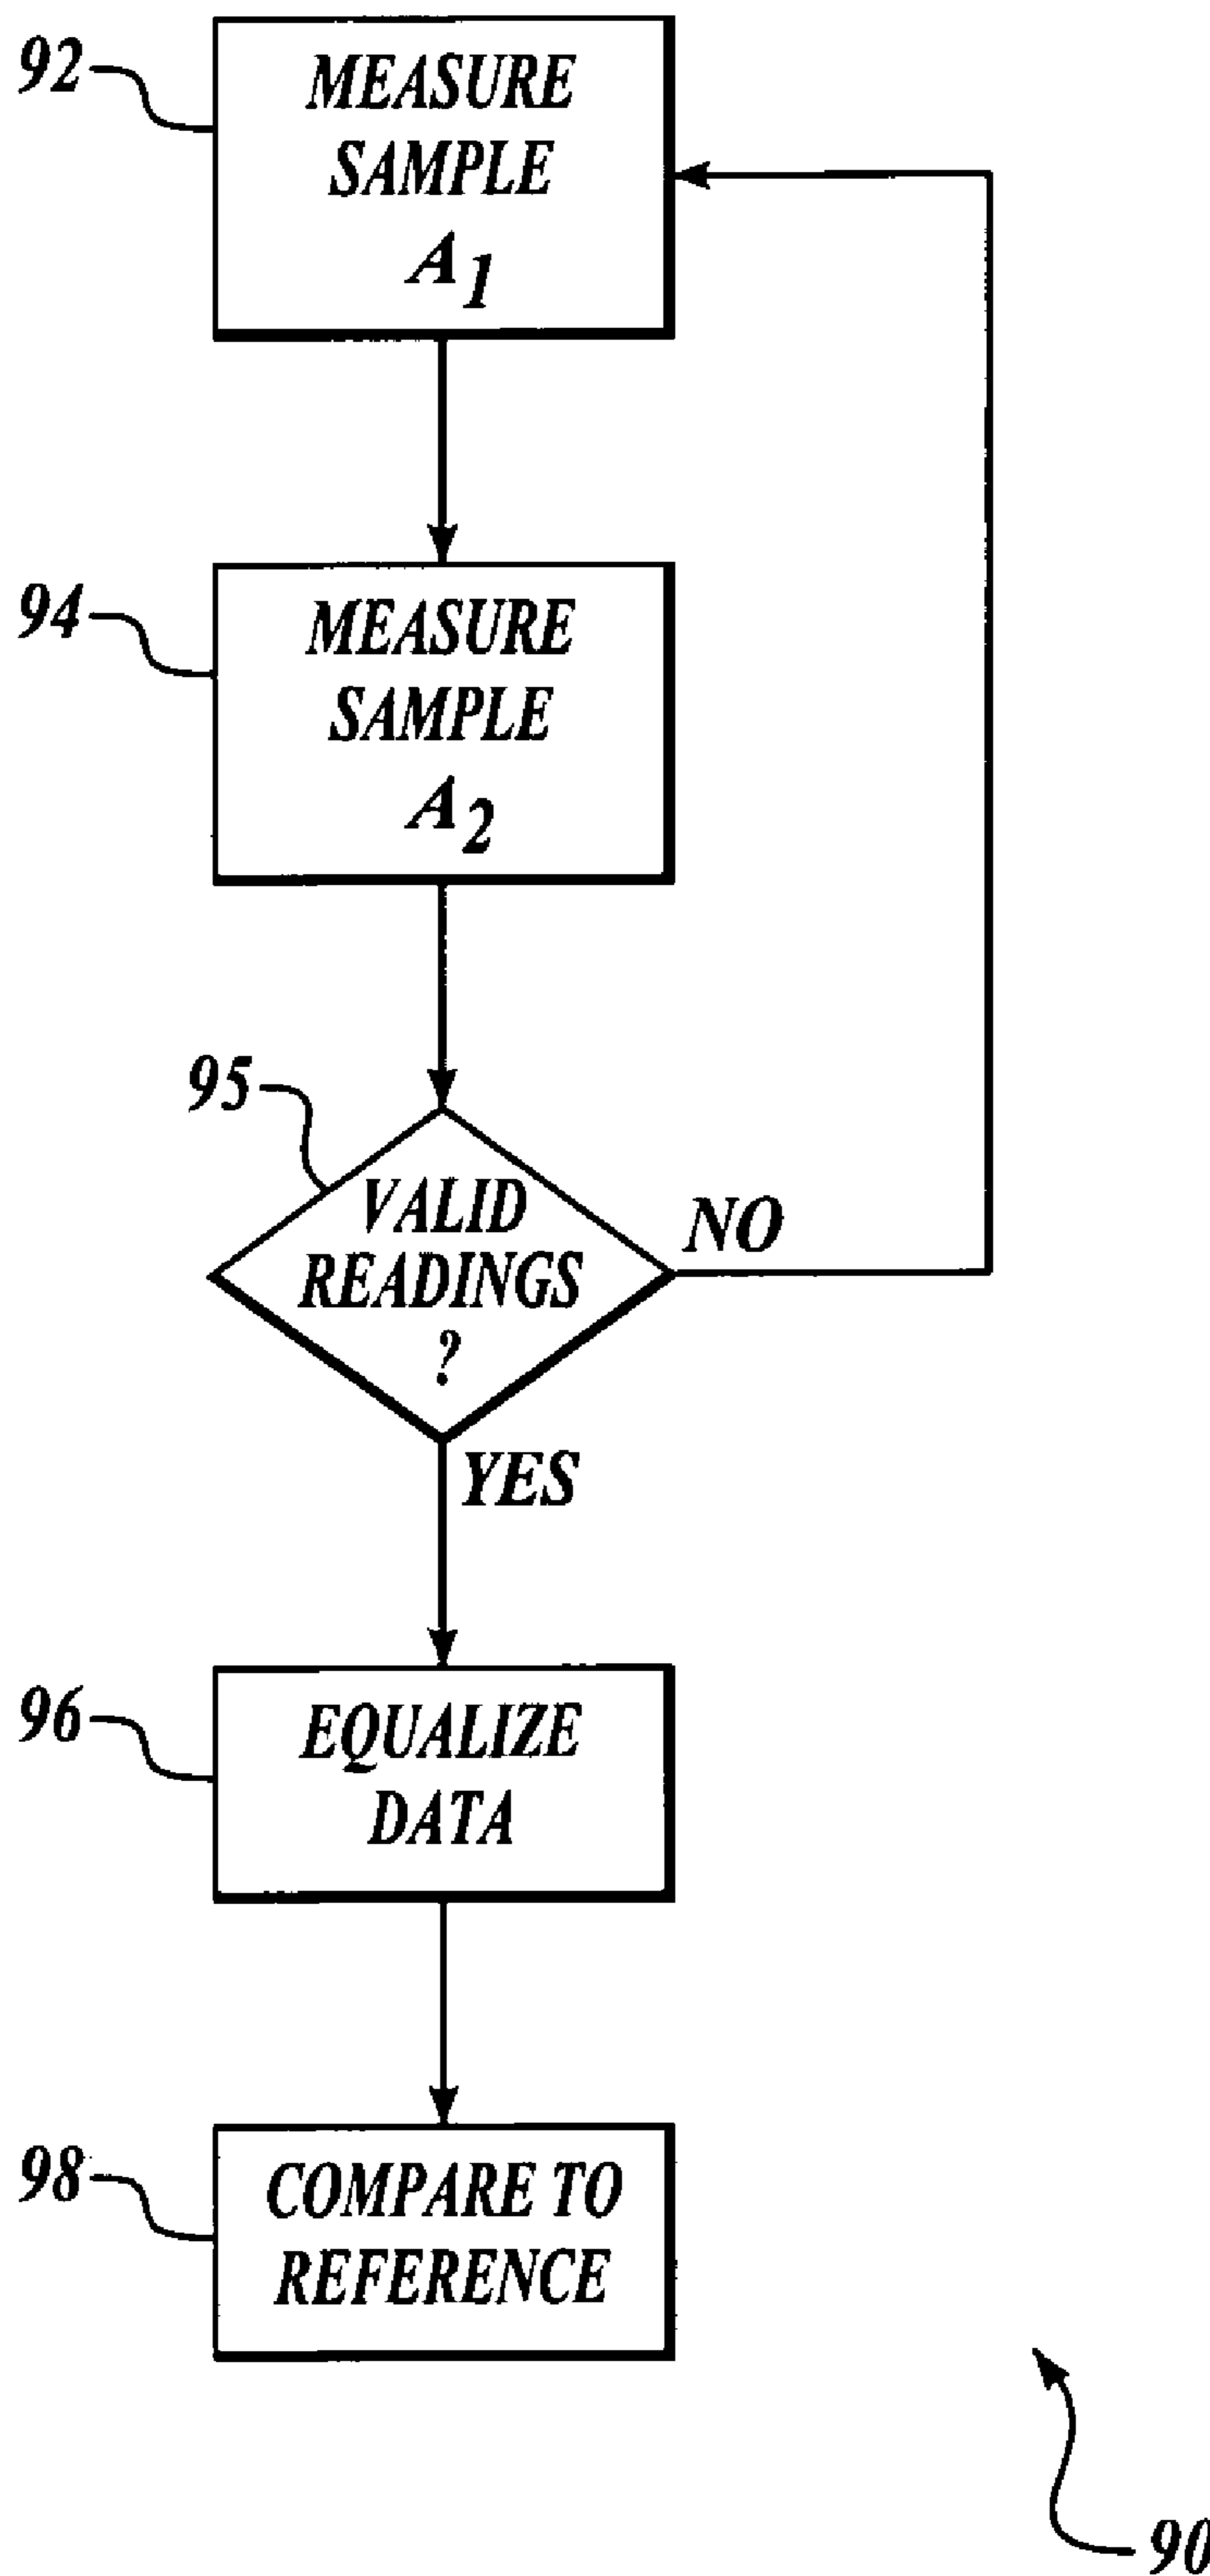 92
MEASURE
SAMPLE
A1
94
MEASURE
SAMPLE
A2
95
VALID
READINGS
?
NO
YES
96
EQUALIZE
DATA
98
COMPARE TO
REFERENCE
90